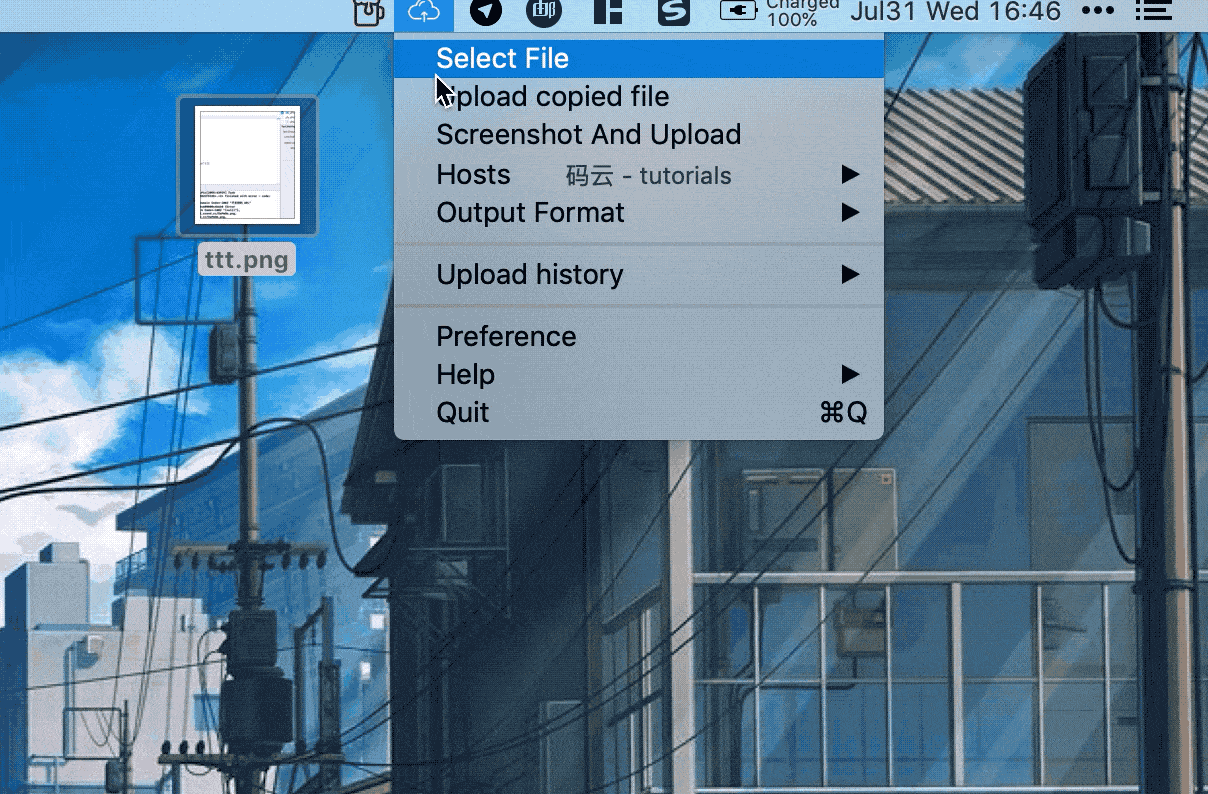 Charged
100%
Jul31 Wed 16:46
Select File
Upload copied file
Screenshot And Upload
Hosts 码云 - tutorials
Output Format
Upload history
Preference
Help
Quit ⌘Q
ttt.png